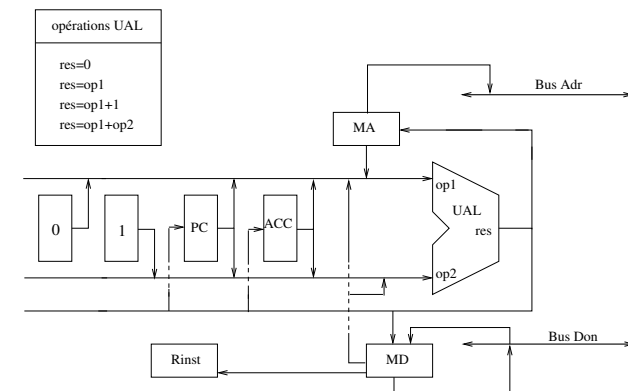 opérations UAL
res=0
res=op1
res=op1+1
res=op1+op2
Bus Adr
MA
op1
UAL
res
op2
0
1
PC
ACC
Bus Don
Rinst
MD